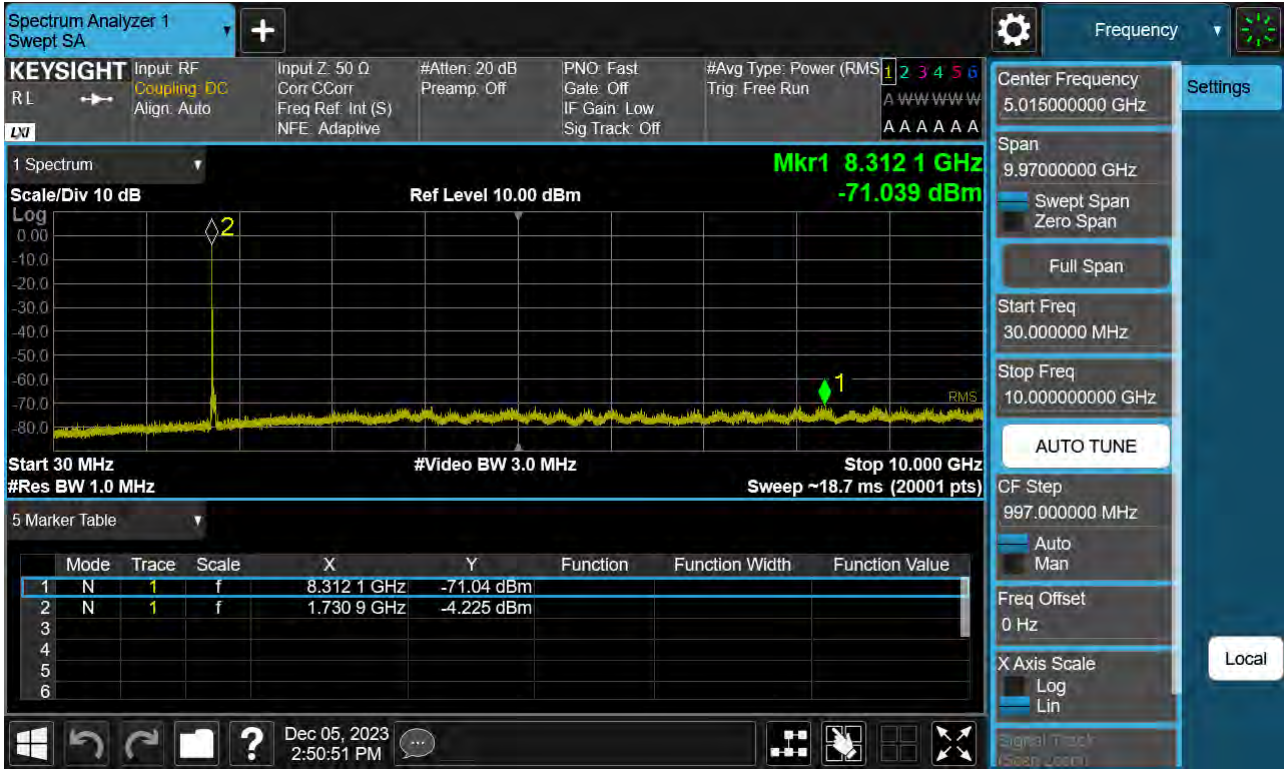 Spectrum Analyzer 1
Swept SA
+
Frequency
KEYSIGHT
RL
LXI
Input: RF
Coupling: DC
Align: Auto
Input Z: 50 Ω
Corr CCorr
Freq Ref: Int (S)
NFE: Adaptive
#Atten: 20 dB
Preamp: Off
PNO: Fast
Gate: Off
IF Gain: Low
Sig Track: Off
#Avg Type: Power (RMS
Trig: Free Run
1 2 3 4 5 6
A W W W W W
A A A A A A
1 Spectrum
Scale/Div 10 dB
Ref Level 10.00 dBm
Mkr1 8.312 1 GHz
-71.039 dBm
Log
0.00
-10.0
-20.0
-30.0
-40.0
-50.0
-60.0
-70.0
-80.0
2
1
RMS
Start 30 MHz
#Video BW 3.0 MHz
Stop 10.000 GHz
#Res BW 1.0 MHz
Sweep ~18.7 ms (20001 pts)
5 Marker Table
Mode Trace Scale X Y Function Function Width Function Value
1 N 1 f 8.312 1 GHz -71.04 dBm
2 N 1 f 1.730 9 GHz -4.225 dBm
3
4
5
6
Dec 05, 2023
2:50:51 PM
?
Center Frequency
5.015000000 GHz
Settings
Span
9.97000000 GHz
Swept Span
Zero Span
Full Span
Start Freq
30.000000 MHz
Stop Freq
10.000000000 GHz
AUTO TUNE
CF Step
997.000000 MHz
Auto
Man
Freq Offset
0 Hz
X Axis Scale
Log
Lin
Local
Signal Track
(Span Zoom)